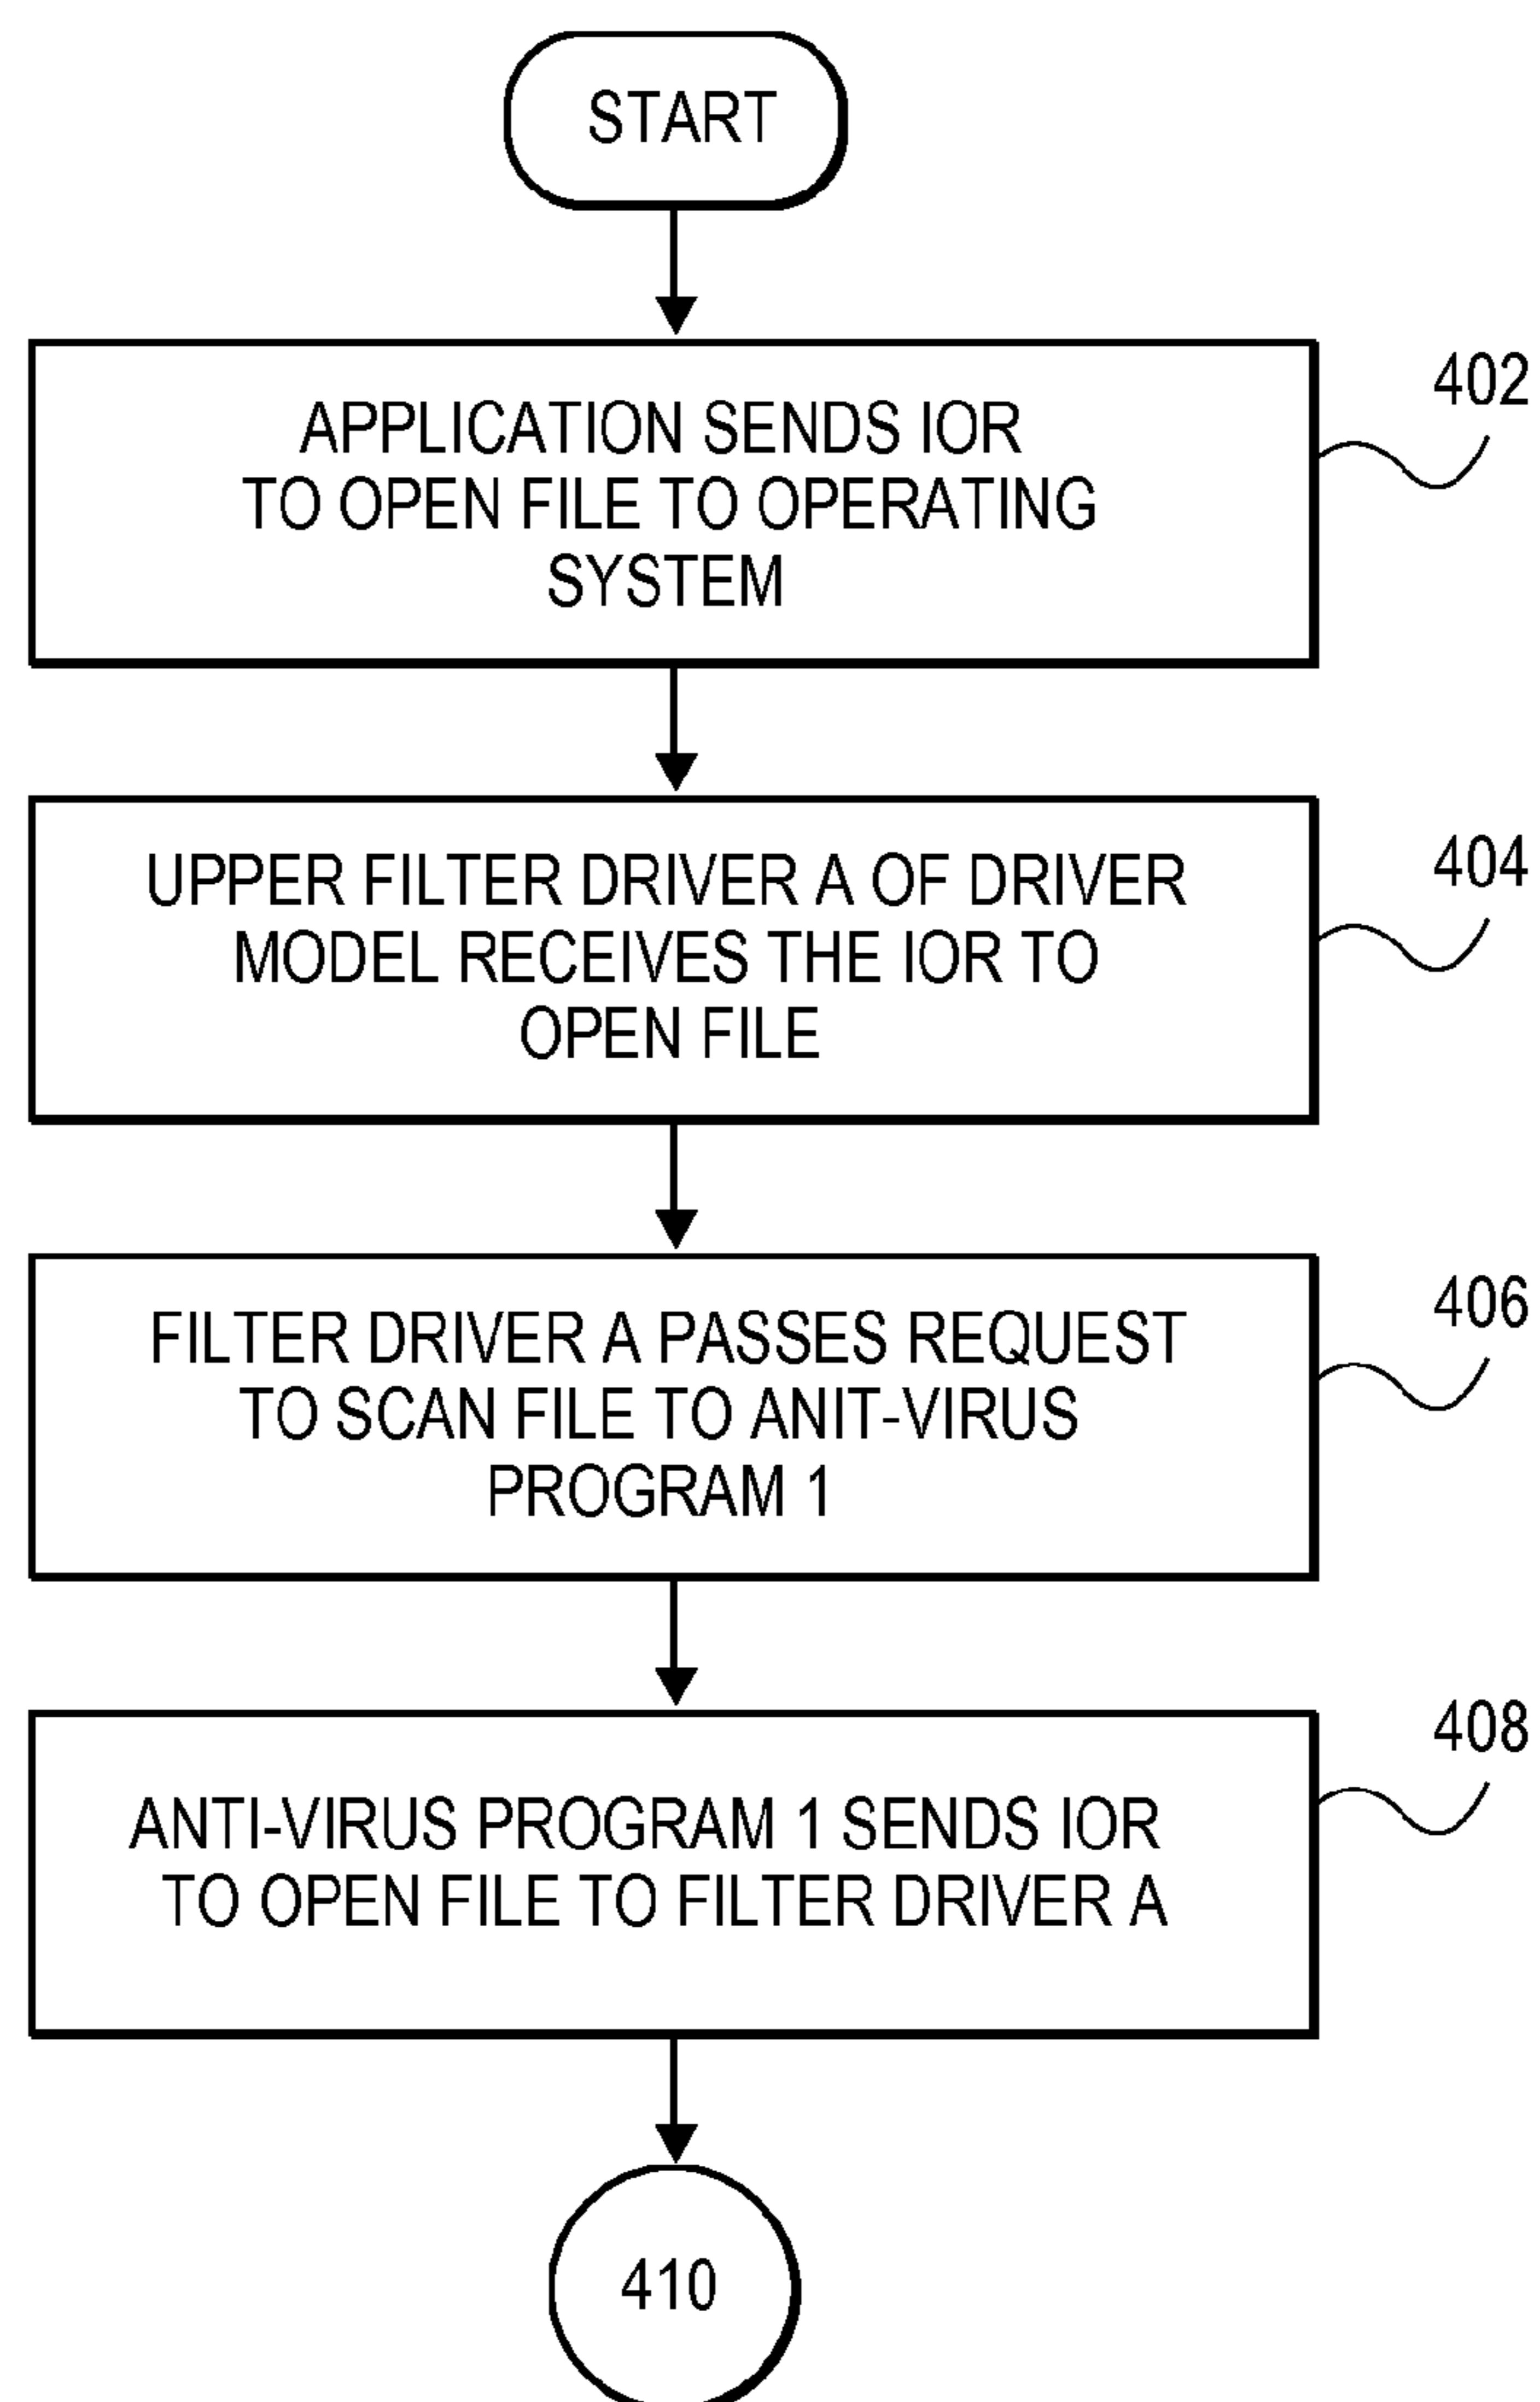 START
402
APPLICATION SENDS IOR
TO OPEN FILE TO OPERATING
SYSTEM
404
UPPER FILTER DRIVER A OF DRIVER
MODEL RECEIVES THE IOR TO
OPEN FILE
406
FILTER DRIVER A PASSES REQUEST
TO SCAN FILE TO ANIT-VIRUS
PROGRAM 1
408
ANTI-VIRUS PROGRAM 1 SENDS IOR
TO OPEN FILE TO FILTER DRIVER A
410